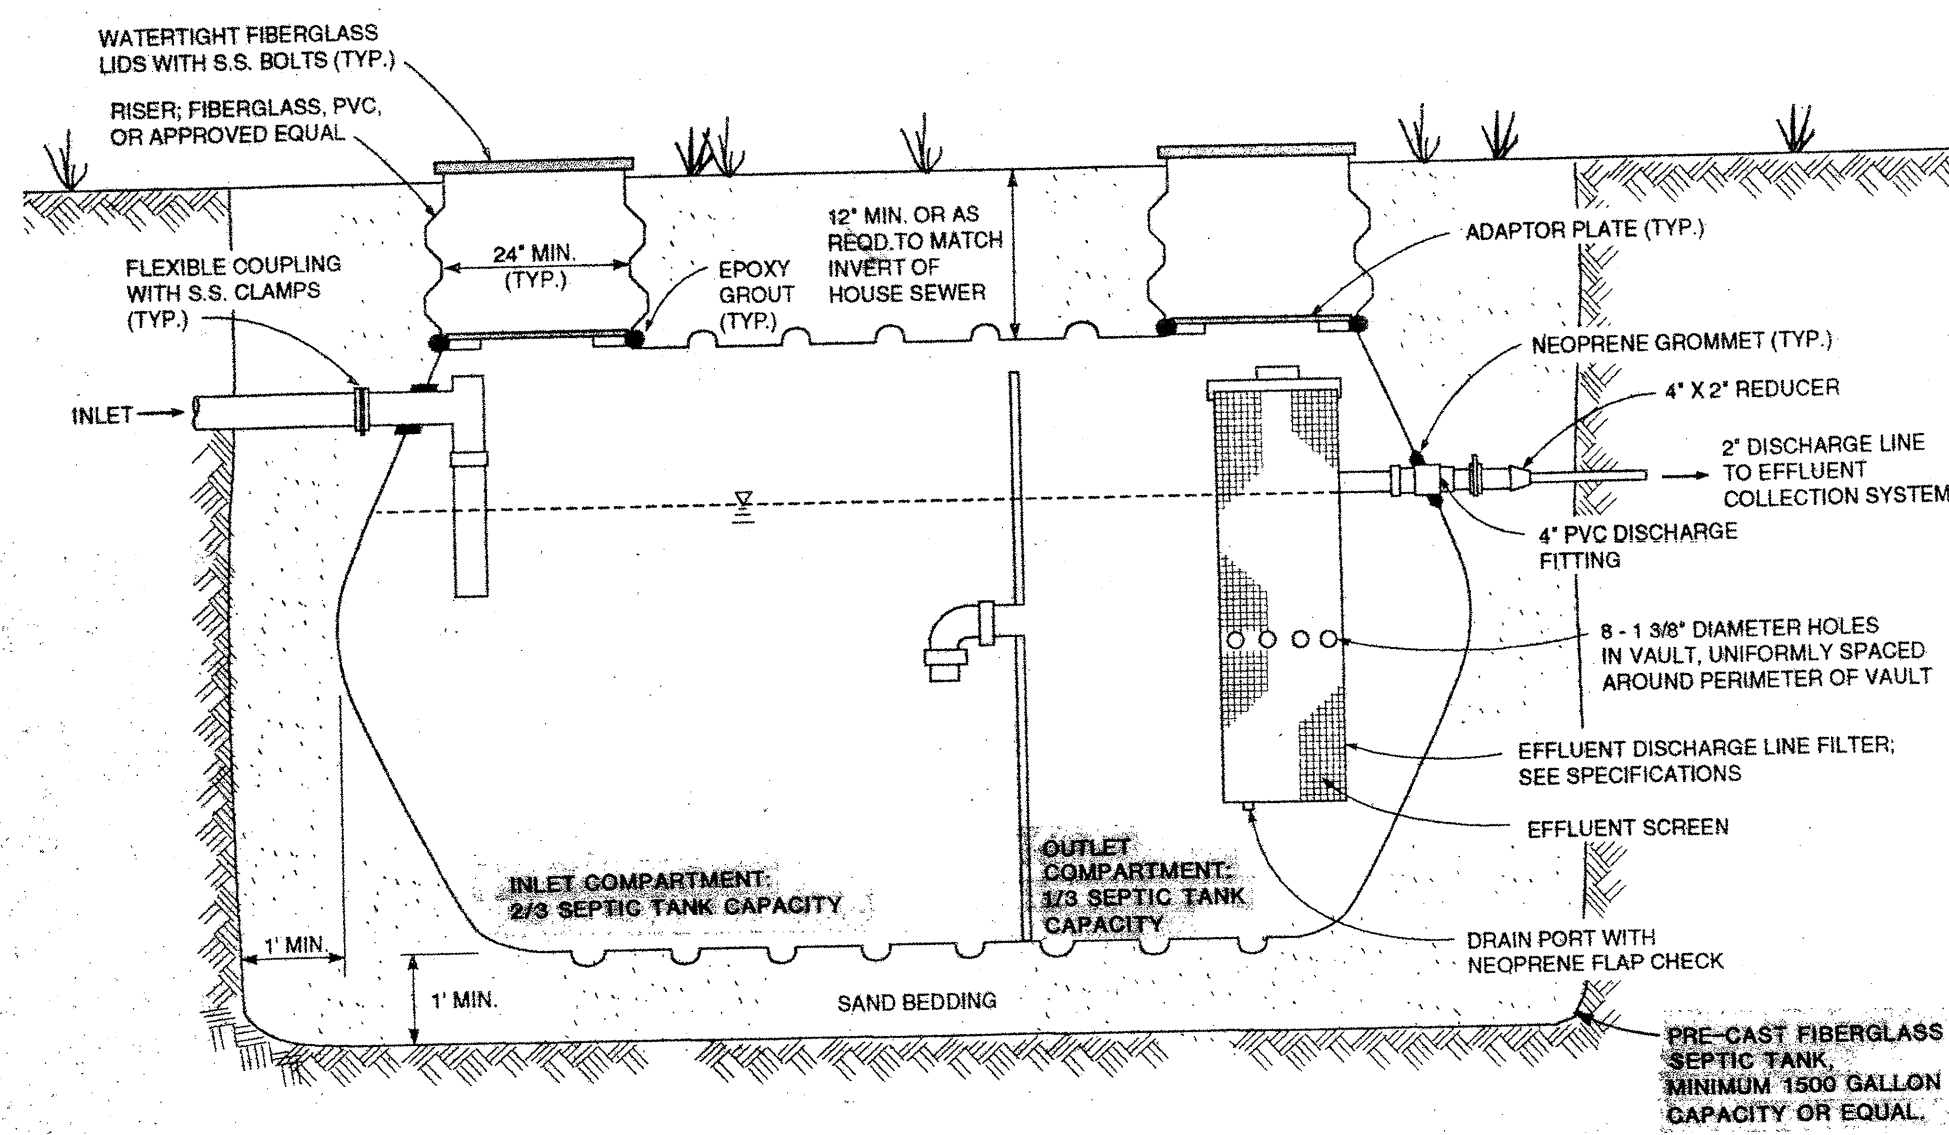 WATERTIGHT FIBERGLASS
LIDS WITH S.S. BOLTS (TYP.)
RISER; FIBERGLASS, PVC,
OR APPROVED EQUAL
FLEXIBLE COUPLING
WITH S.S. CLAMPS
(TYP.)
INLET
24" MIN.
(TYP.)
EPOXY
GROUT
(TYP.)
12" MIN. OR AS
REQD.TO MATCH
INVERT OF
HOUSE SEWER
ADAPTOR PLATE (TYP.)
NEOPRENE GROMMET (TYP.)
4" X 2" REDUCER
2" DISCHARGE LINE
TO EFFLUENT
COLLECTION SYSTEM
4" PVC DISCHARGE
FITTING
8 - 1 3/8" DIAMETER HOLES
IN VAULT, UNIFORMLY SPACED
AROUND PERIMETER OF VAULT
EFFLUENT DISCHARGE LINE FILTER;
SEE SPECIFICATIONS
EFFLUENT SCREEN
INLET COMPARTMENT:
2/3 SEPTIC TANK CAPACITY
OUTLET
COMPARTMENT:
1/3 SEPTIC TANK
CAPACITY
DRAIN PORT WITH
NEOPRENE FLAP CHECK
1' MIN.
1' MIN.
SAND BEDDING
PRE-CAST FIBERGLASS
SEPTIC TANK,
MINIMUM 1500 GALLON
CAPACITY OR EQUAL.